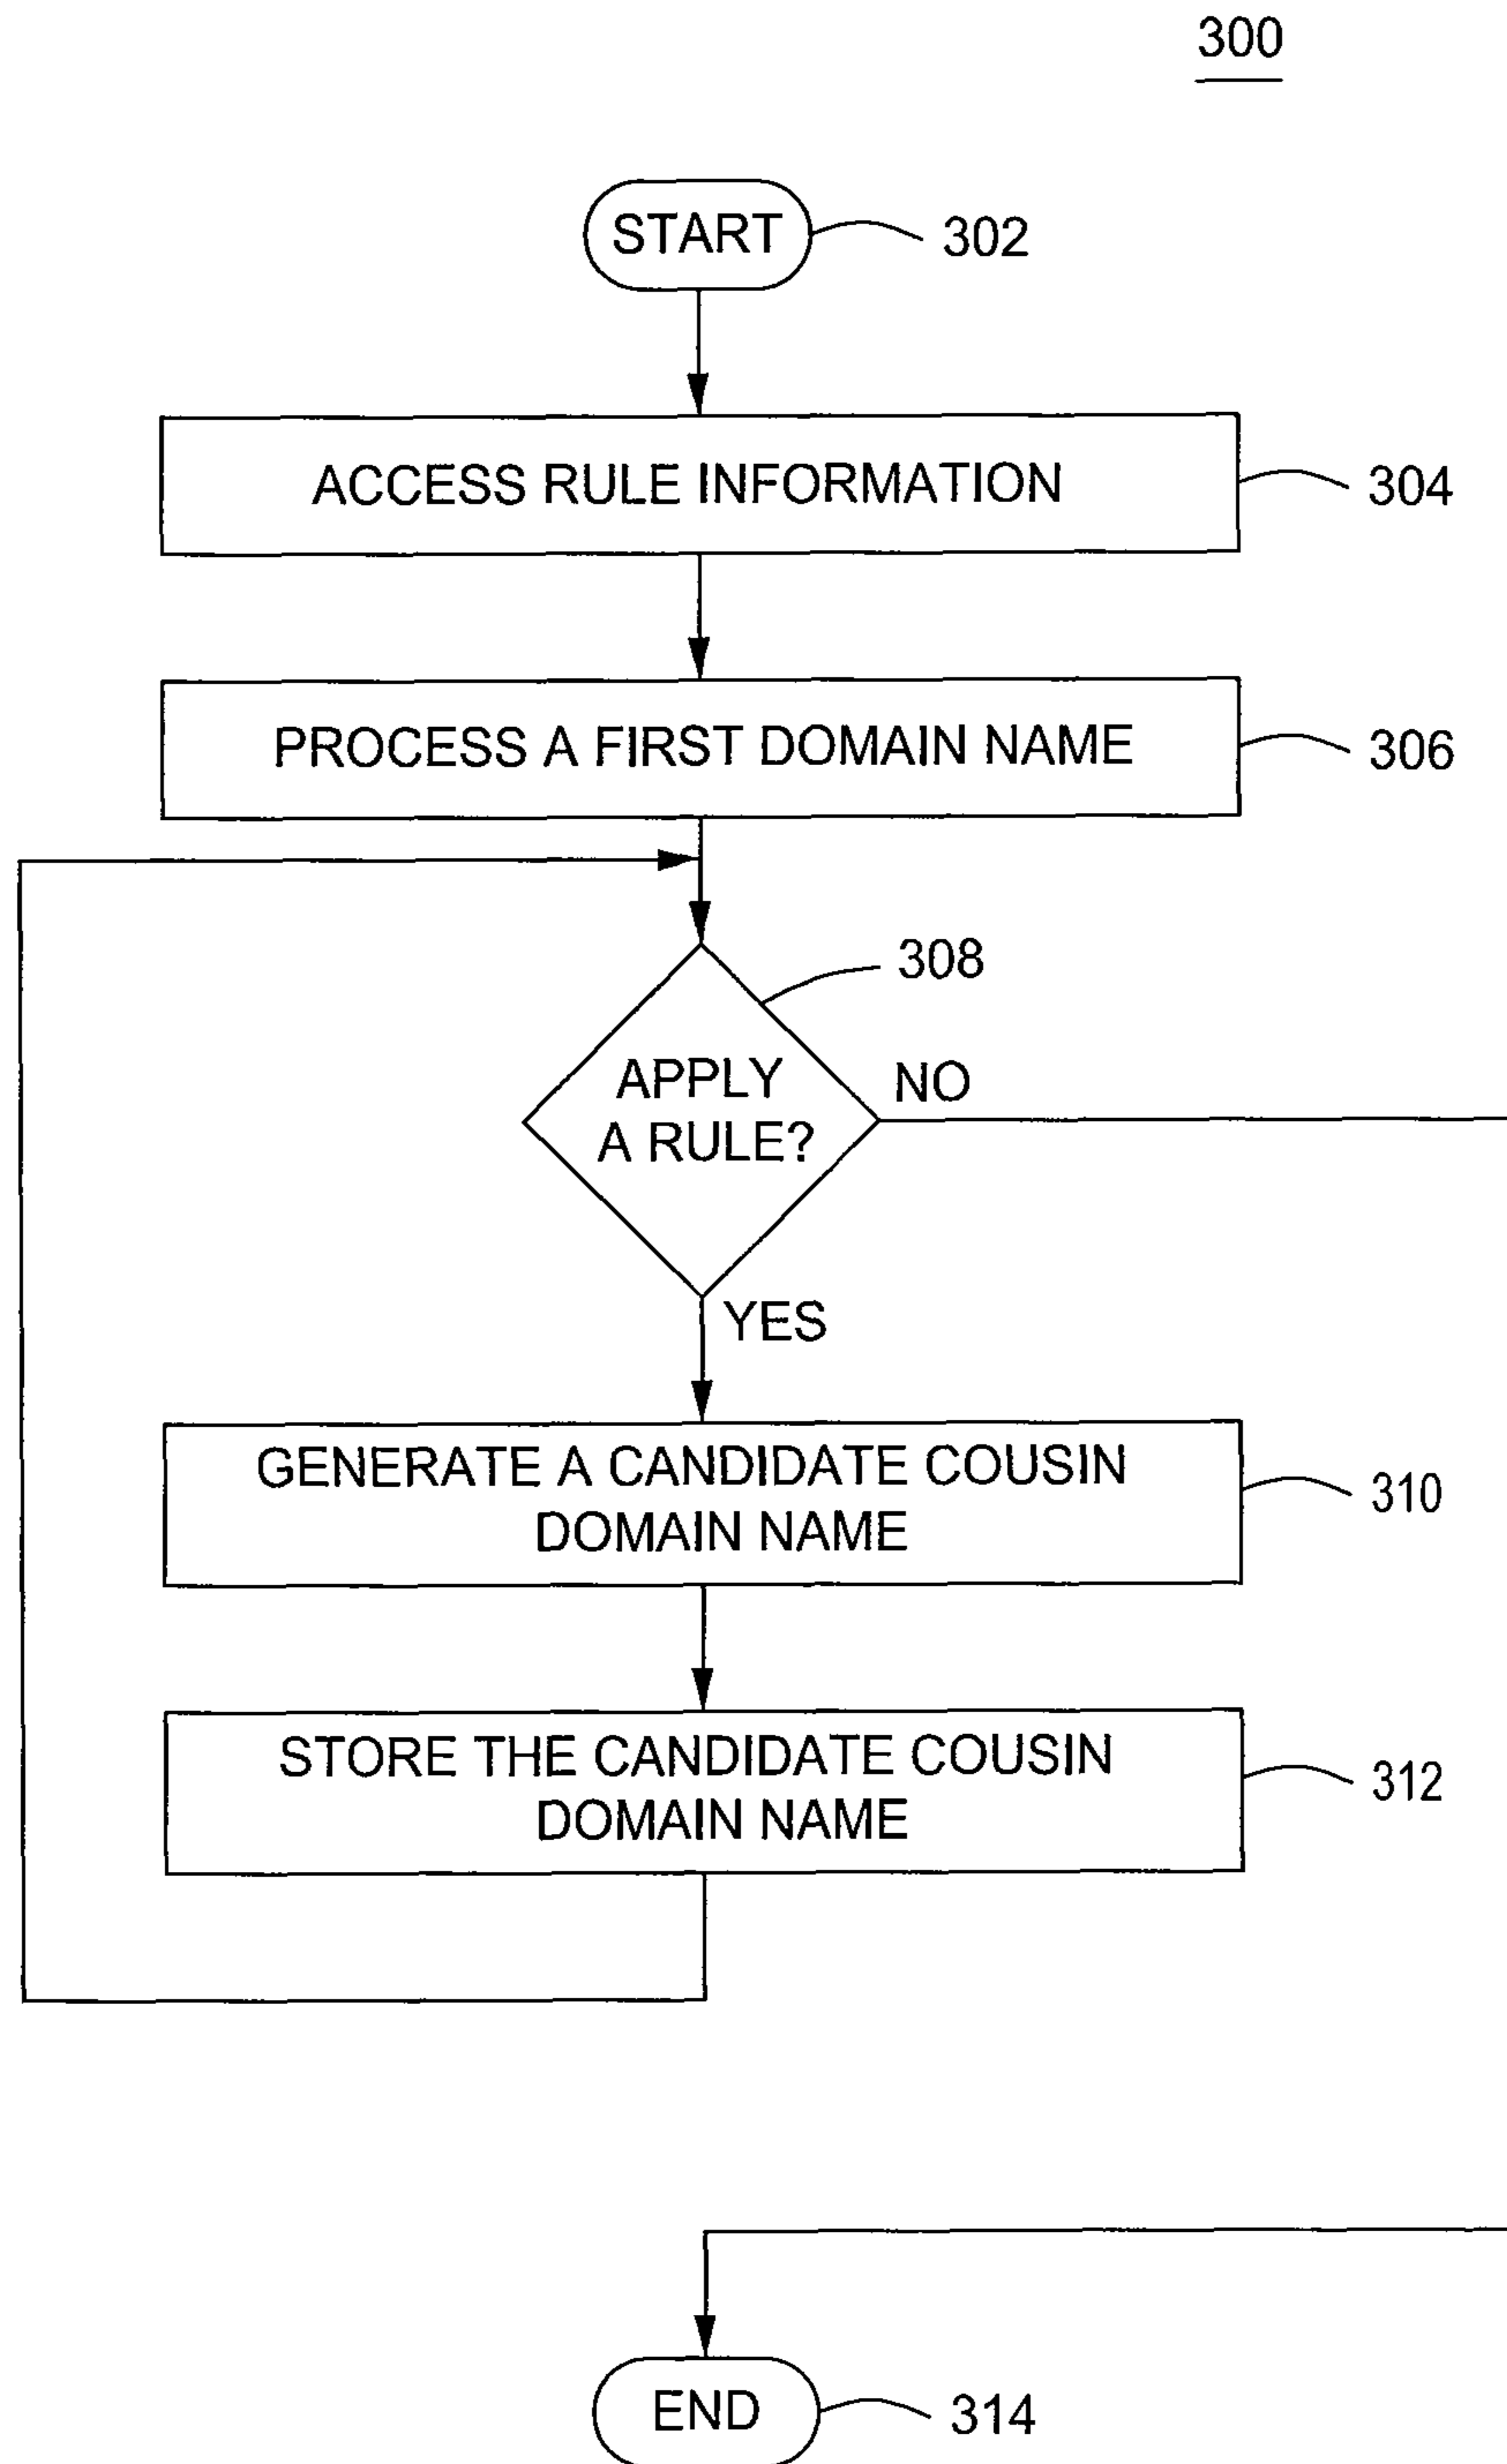 300
START
302
ACCESS RULE INFORMATION
304
PROCESS A FIRST DOMAIN NAME
306
308
APPLY
A RULE?
NO
YES
GENERATE A CANDIDATE COUSIN
DOMAIN NAME
310
STORE THE CANDIDATE COUSIN
DOMAIN NAME
312
END
314